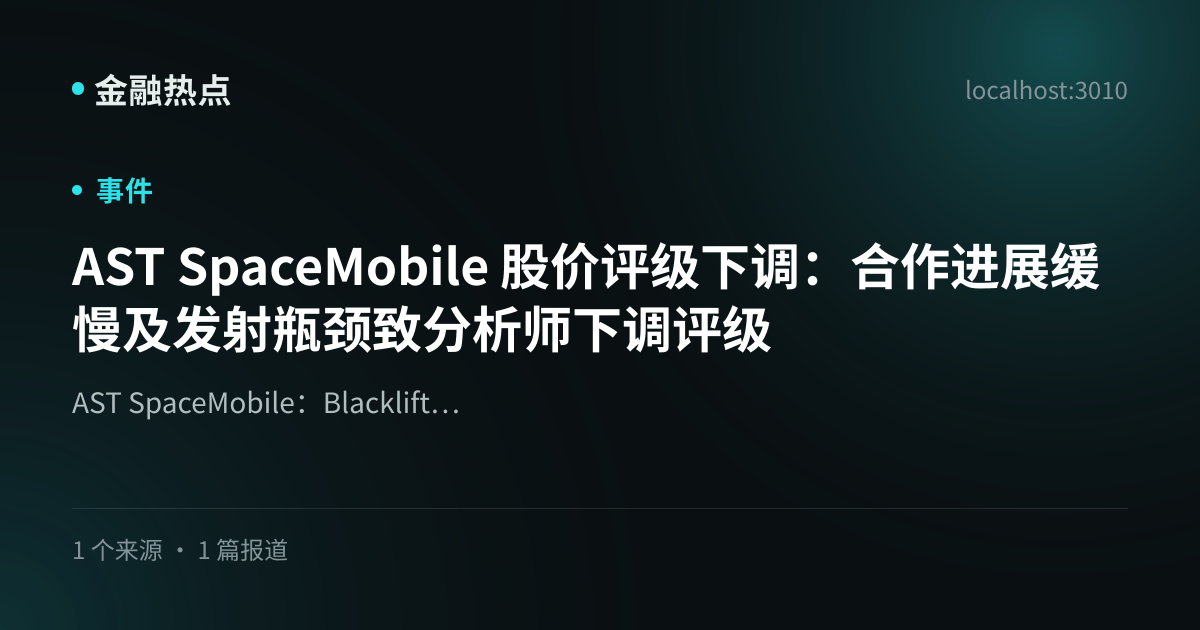 金融热点
localhost:3010
事件
AST SpaceMobile 股价评级下调：合作进展缓
慢及发射瓶颈致分析师下调评级
AST SpaceMobile：Blacklift…
1 个来源 · 1 篇报道